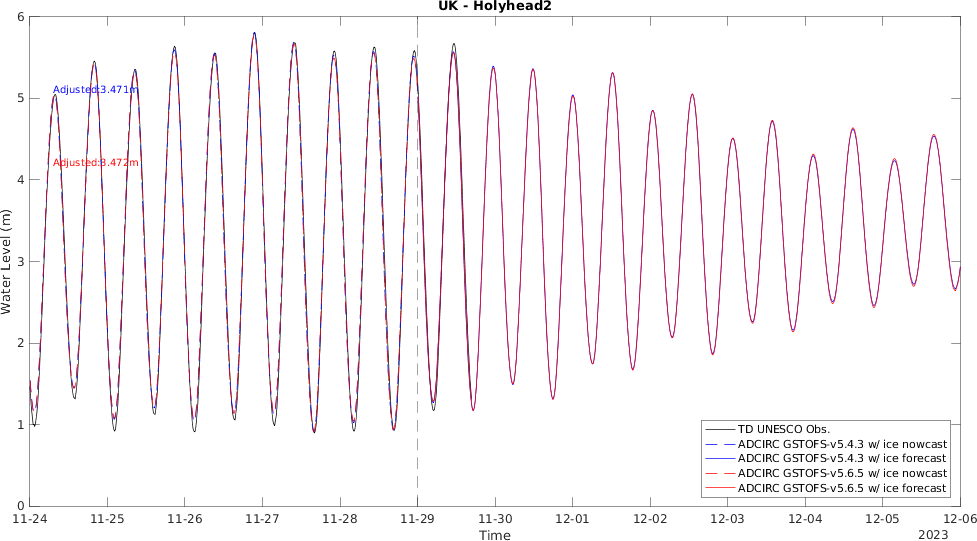 UK - Holyhead2
6
5
4
3
2
1
0
Water Level (m)
Adjusted:3.471m
Adjusted:3.472m
TD UNESCO Obs.
ADCIRC GSTOFS-v5.4.3 w/ ice nowcast
ADCIRC GSTOFS-v5.4.3 w/ ice forecast
ADCIRC GSTOFS-v5.6.5 w/ ice nowcast
ADCIRC GSTOFS-v5.6.5 w/ ice forecast
11-24 11-25 11-26 11-27 11-28 11-29 11-30 12-01 12-02 12-03 12-04 12-05 12-06
Time
2023